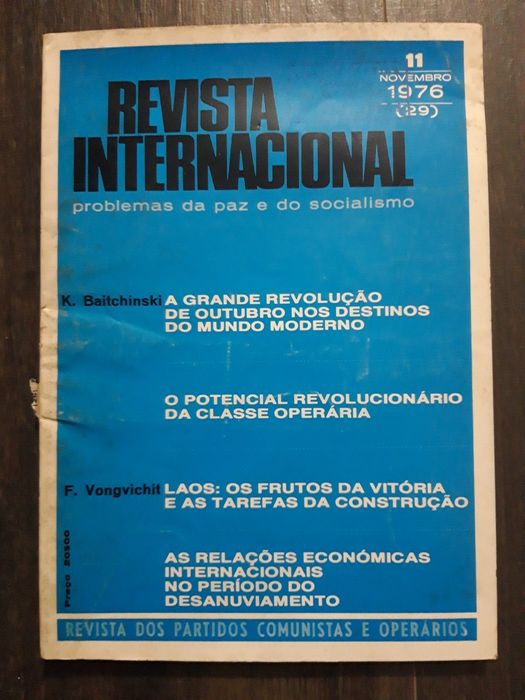 11
NOVEMBRO
1976
(29)
REVISTA
INTERNACIONAL
problemas da paz e do socialismo
K. Baitchinski A GRANDE REVOLUÇÃO
DE OUTUBRO NOS DESTINOS
DO MUNDO MODERNO
O POTENCIAL REVOLUCIONÁRIO
DA CLASSE OPERÁRIA
F. Vongvichit LAOS: OS FRUTOS DA VITÓRIA
E AS TAREFAS DA CONSTRUÇÃO
AS RELAÇÕES ECONÓMICAS
INTERNACIONAIS
NO PERÍODO DO
DESANUVIAMENTO
Preço 20$00
REVISTA DOS PARTIDOS COMUNISTAS E OPERÁRIOS